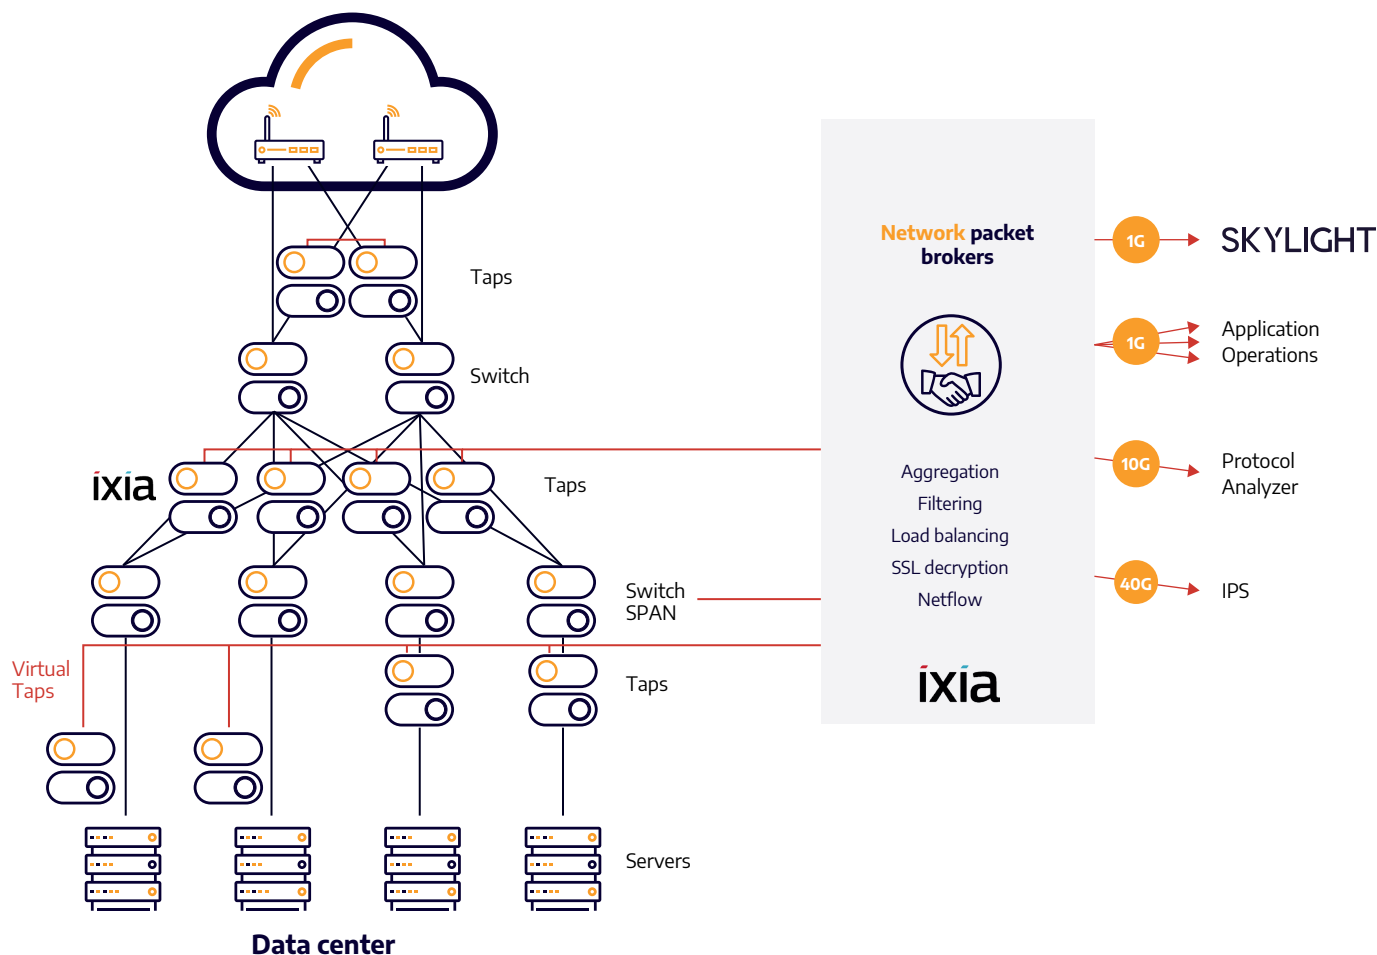 Taps
Switch
ixia
Taps
Switch
SPAN
Virtual
Taps
Taps
Servers
Data center
Network packet
brokers
Aggregation
Filtering
Load balancing
SSL decryption
Netflow
ixia
1G
SKYLIGHT
1G
Application
Operations
10G
Protocol
Analyzer
40G
IPS